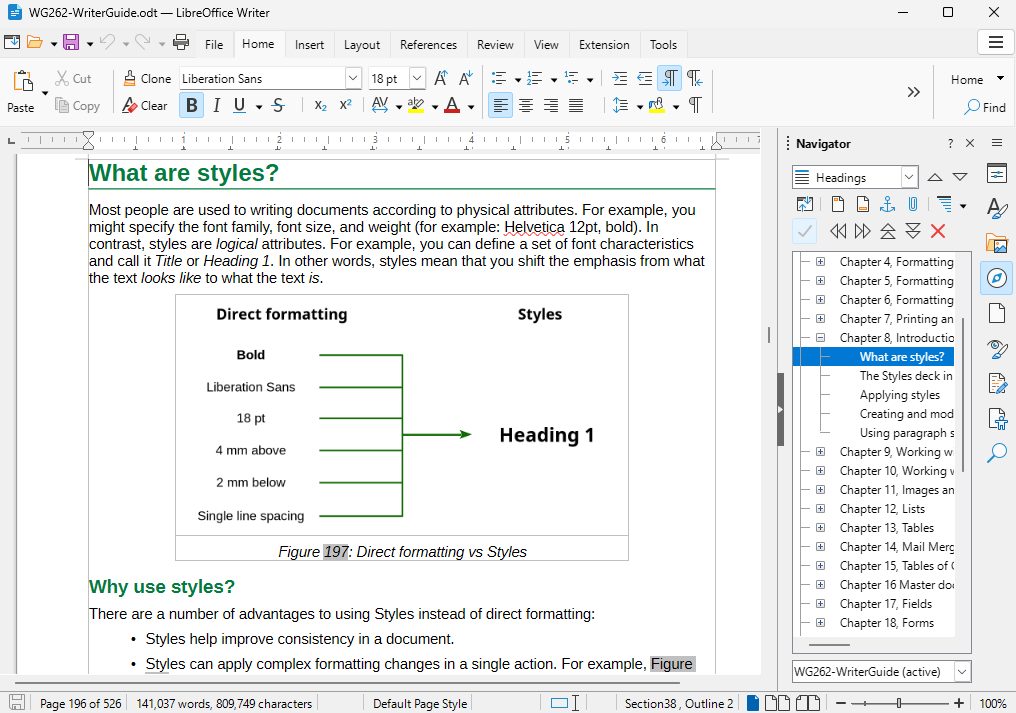 WG262-WriterGuide.odt — LibreOffice Writer
File Home Insert Layout References Review View Extension Tools
Paste Cut Clone Liberation Sans 18 pt Home
Copy Clear B I U S X₂ X² AV A Find
1 2 3 4 5 6 7
What are styles?
Most people are used to writing documents according to physical attributes. For example, you
might specify the font family, font size, and weight (for example: Helvetica 12pt, bold). In
contrast, styles are logical attributes. For example, you can define a set of font characteristics
and call it Title or Heading 1. In other words, styles mean that you shift the emphasis from what
the text looks like to what the text is.
Direct formatting Styles
Bold
Liberation Sans
18 pt
4 mm above
2 mm below
Single line spacing
Heading 1
Figure 197: Direct formatting vs Styles
Why use styles?
There are a number of advantages to using Styles instead of direct formatting:
• Styles help improve consistency in a document.
• Styles can apply complex formatting changes in a single action. For example, Figure
Navigator ?
Headings
Chapter 4, Formatting
Chapter 5, Formatting
Chapter 6, Formatting
Chapter 7, Printing an
Chapter 8, Introductio
What are styles?
The Styles deck in
Applying styles
Creating and mod
Using paragraph s
Chapter 9, Working w
Chapter 10, Working w
Chapter 11, Images an
Chapter 12, Lists
Chapter 13, Tables
Chapter 14, Mail Merg
Chapter 15, Tables of C
Chapter 16 Master doc
Chapter 17, Fields
Chapter 18, Forms
WG262-WriterGuide (active)
Page 196 of 526 141,037 words, 809,749 characters Default Page Style Section38 , Outline 2 100%